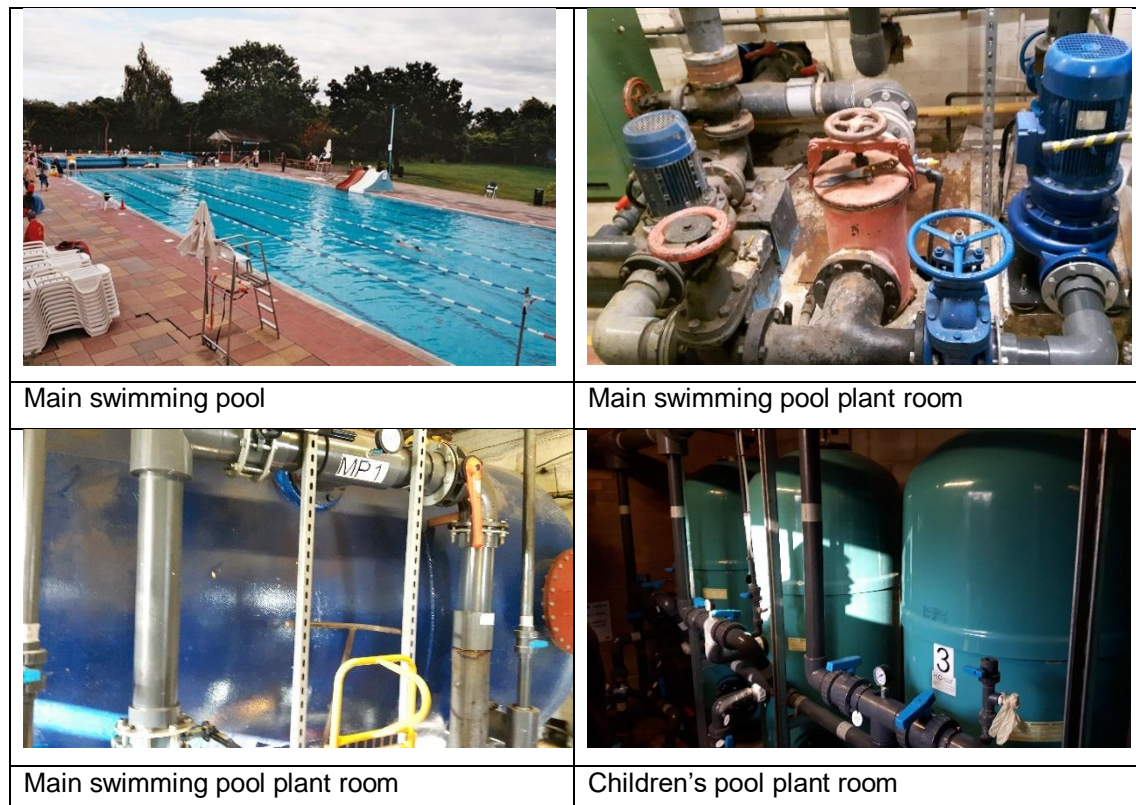 Main swimming pool
Main swimming pool plant room
MP1
3
Main swimming pool plant room
Children's pool plant room